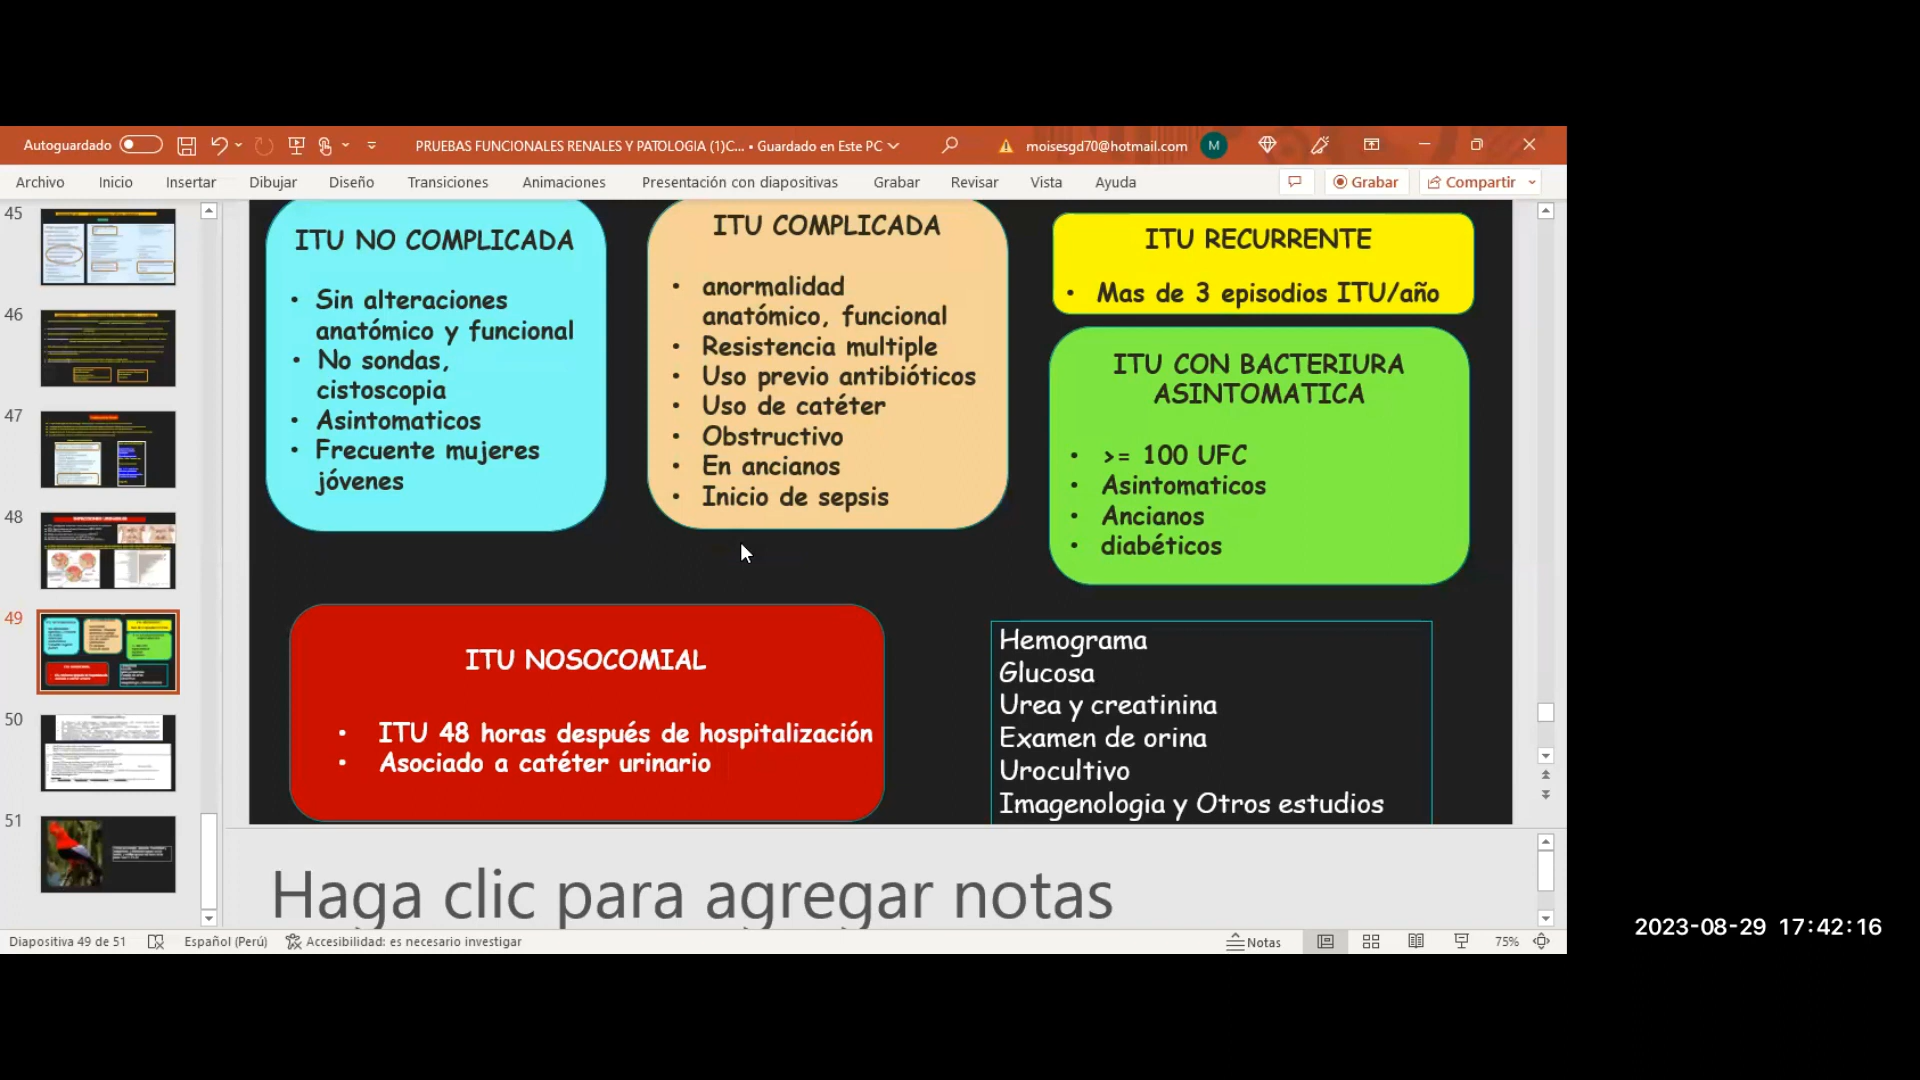 Autoguardado
PRUEBAS FUNCIONALES RENALES Y PATOLOGIA (1)C... • Guardado en Este PC
moisesgd70@hotmail.com
M
Archivo Inicio Insertar Dibujar Diseño Transiciones Animaciones Presentación con diapositivas Grabar Revisar Vista Ayuda
Grabar
Compartir
45
46
47
48
49
50
51
ITU NO COMPLICADA
• Sin alteraciones
anatómico y funcional
• No sondas,
cistoscopia
• Asintomaticos
• Frecuente mujeres
jóvenes
ITU COMPLICADA
• anormalidad
anatómico, funcional
• Resistencia multiple
• Uso previo antibióticos
• Uso de catéter
• Obstructivo
• En ancianos
• Inicio de sepsis
ITU RECURRENTE
• Mas de 3 episodios ITU/año
ITU CON BACTERIURA
ASINTOMATICA
• >= 100 UFC
• Asintomaticos
• Ancianos
• diabéticos
ITU NOSOCOMIAL
• ITU 48 horas después de hospitalización
• Asociado a catéter urinario
Hemograma
Glucosa
Urea y creatinina
Examen de orina
Urocultivo
Imagenologia y Otros estudios
Haga clic para agregar notas
Diapositiva 49 de 51
Español (Perú)
Accesibilidad: es necesario investigar
Notas
75%
2023-08-29 17:42:16